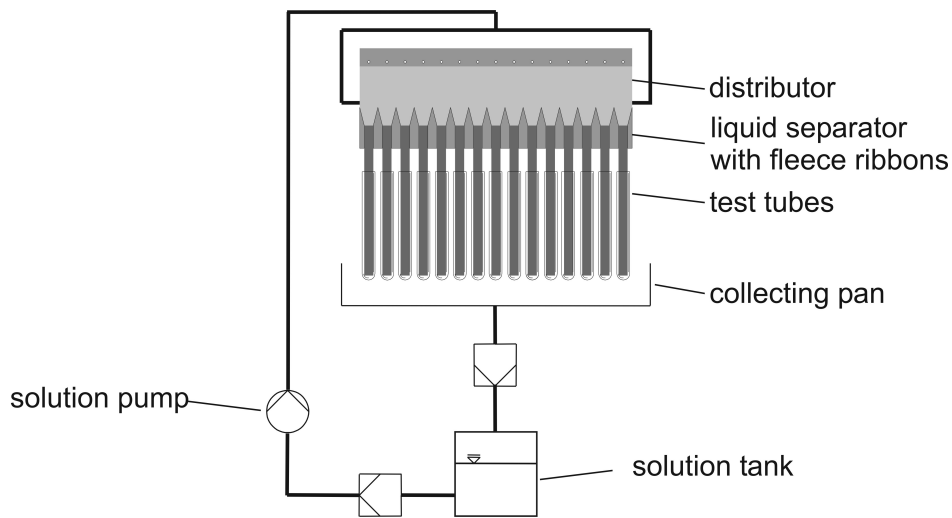 distributor
liquid separator
with fleece ribbons
test tubes
collecting pan
solution pump
solution tank